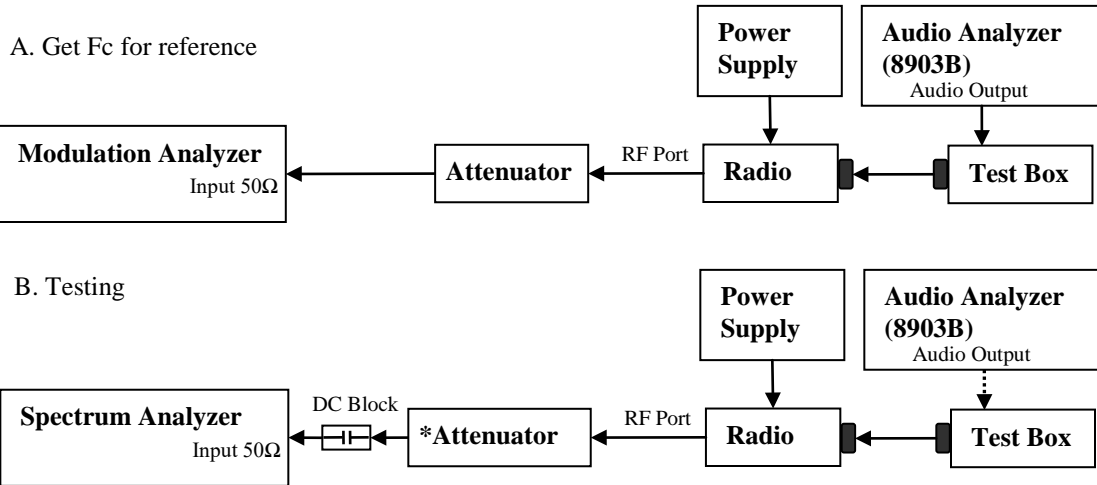 A. Get Fc for reference
Power
Supply
Audio Analyzer
(8903B)
Audio Output
Modulation Analyzer
Input 50Ω
Attenuator
RF Port
Radio
Test Box
B. Testing
Power
Supply
Audio Analyzer
(8903B)
Audio Output
Spectrum Analyzer
Input 50Ω
DC Block
*Attenuator
RF Port
Radio
Test Box